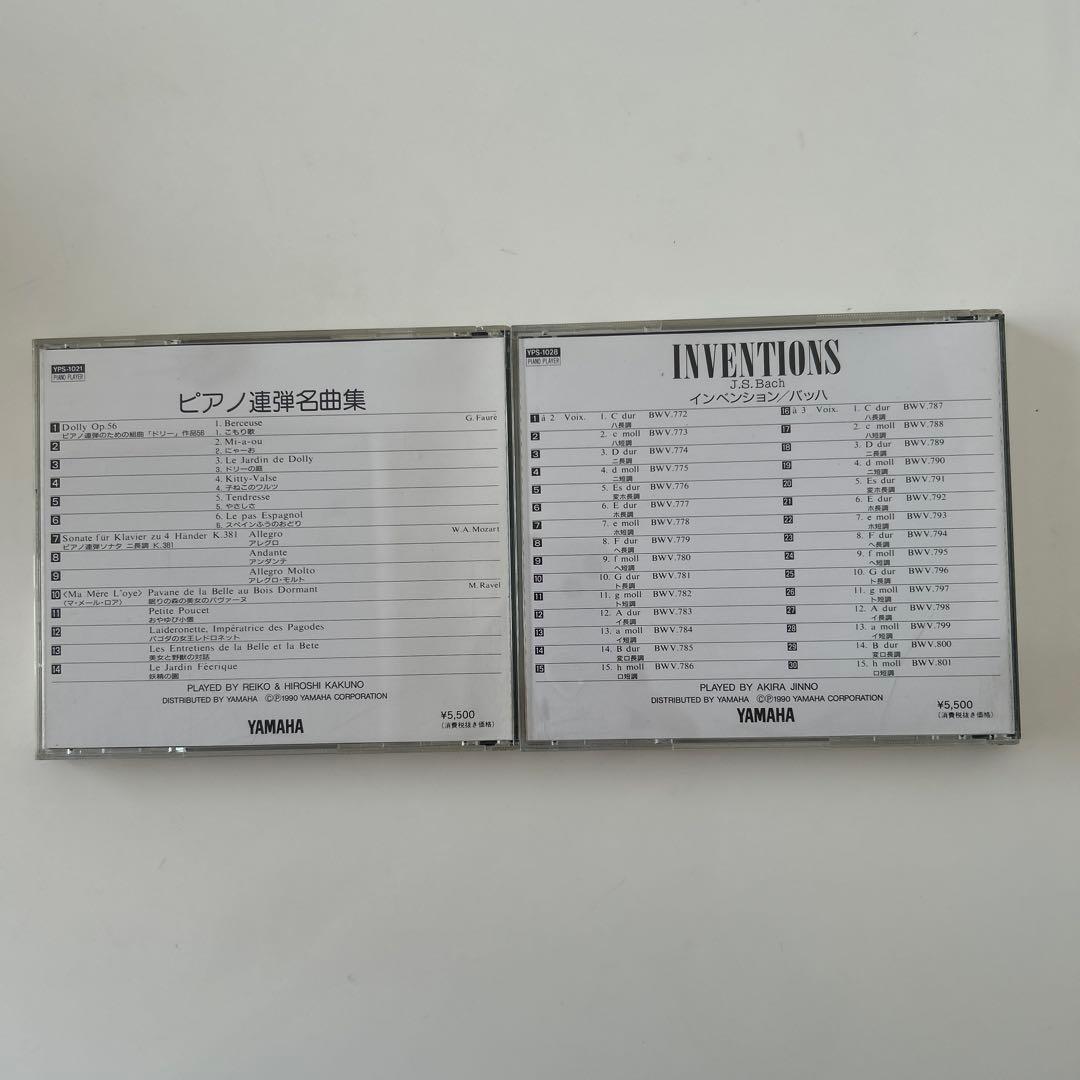 YPS-1021
PIANO PLAYER
ピアノ連弾名曲集
G.Faurè
1 Dolly Op.56 1. Berceuse
ピアノ連弾のための組曲「ドリー」作品56 1. こもり歌
2 2. Mi-a-ou
2. にゃーお
3 3. Le Jardin de Dolly
3. ドリーの庭
4 4. Kitty-Valse
4. 子ねこのワルツ
5 5. Tendresse
5. やさしさ
6 6. Le pas Espagnol
6. スペインふうのおどり
W.A.Mozart
7 Sonate für Klavier zu 4 Händer K.381 Allegro
ピアノ連弾ソナタ ニ長調 K.381 アレグロ
8 Andante
アンダンテ
9 Allegro Molto
アレグロ・モルト
M.Ravel
10 〈Ma Mère L'oye〉 Pavane de la Belle au Bois Dormant
〈マ・メール・ロア〉 眠りの森の美女のパヴァーヌ
11 Petite Poucet
おやゆび小僧
12 Laideronette, Impératrice des Pagodes
パゴダの女王レドロネット
13 Les Entretiens de la Belle et la Bete
美女と野獣の対話
14 Le Jardin Féerique
妖精の園
PLAYED BY REIKO & HIROSHI KAKUNO
DISTRIBUTED BY YAMAHA ©Ⓟ1990 YAMAHA CORPORATION
YAMAHA
¥5,500
(消費税抜き価格)
YPS-1028
PIANO PLAYER
INVENTIONS
J.S.Bach
インベンション/バッハ
1 à 2 Voix. 1. C dur BWV.772
ハ長調
2 2. c moll BWV.773
ハ短調
3 3. D dur BWV.774
ニ長調
4 4. d moll BWV.775
ニ短調
5 5. Es dur BWV.776
変ホ長調
6 6. E dur BWV.777
ホ長調
7 7. e moll BWV.778
ホ短調
8 8. F dur BWV.779
ヘ長調
9 9. f moll BWV.780
ヘ短調
10 10. G dur BWV.781
ト長調
11 11. g moll BWV.782
ト短調
12 12. A dur BWV.783
イ長調
13 13. a moll BWV.784
イ短調
14 14. B dur BWV.785
変ロ長調
15 15. h moll BWV.786
ロ短調
16 à 3 Voix. 1. C dur BWV.787
ハ長調
17 2. c moll BWV.788
ハ短調
18 3. D dur BWV.789
ニ長調
19 4. d moll BWV.790
ニ短調
20 5. Es dur BWV.791
変ホ長調
21 6. E dur BWV.792
ホ長調
22 7. e moll BWV.793
ホ短調
23 8. F dur BWV.794
ヘ長調
24 9. f moll BWV.795
ヘ短調
25 10. G dur BWV.796
ト長調
26 11. g moll BWV.797
ト短調
27 12. A dur BWV.798
イ長調
28 13. a moll BWV.799
イ短調
29 14. B dur BWV.800
変ロ長調
30 15. h moll BWV.801
ロ短調
PLAYED BY AKIRA JINNO
DISTRIBUTED BY YAMAHA ©Ⓟ1990 YAMAHA CORPORATION
YAMAHA
¥5,500
(消費税抜き価格)